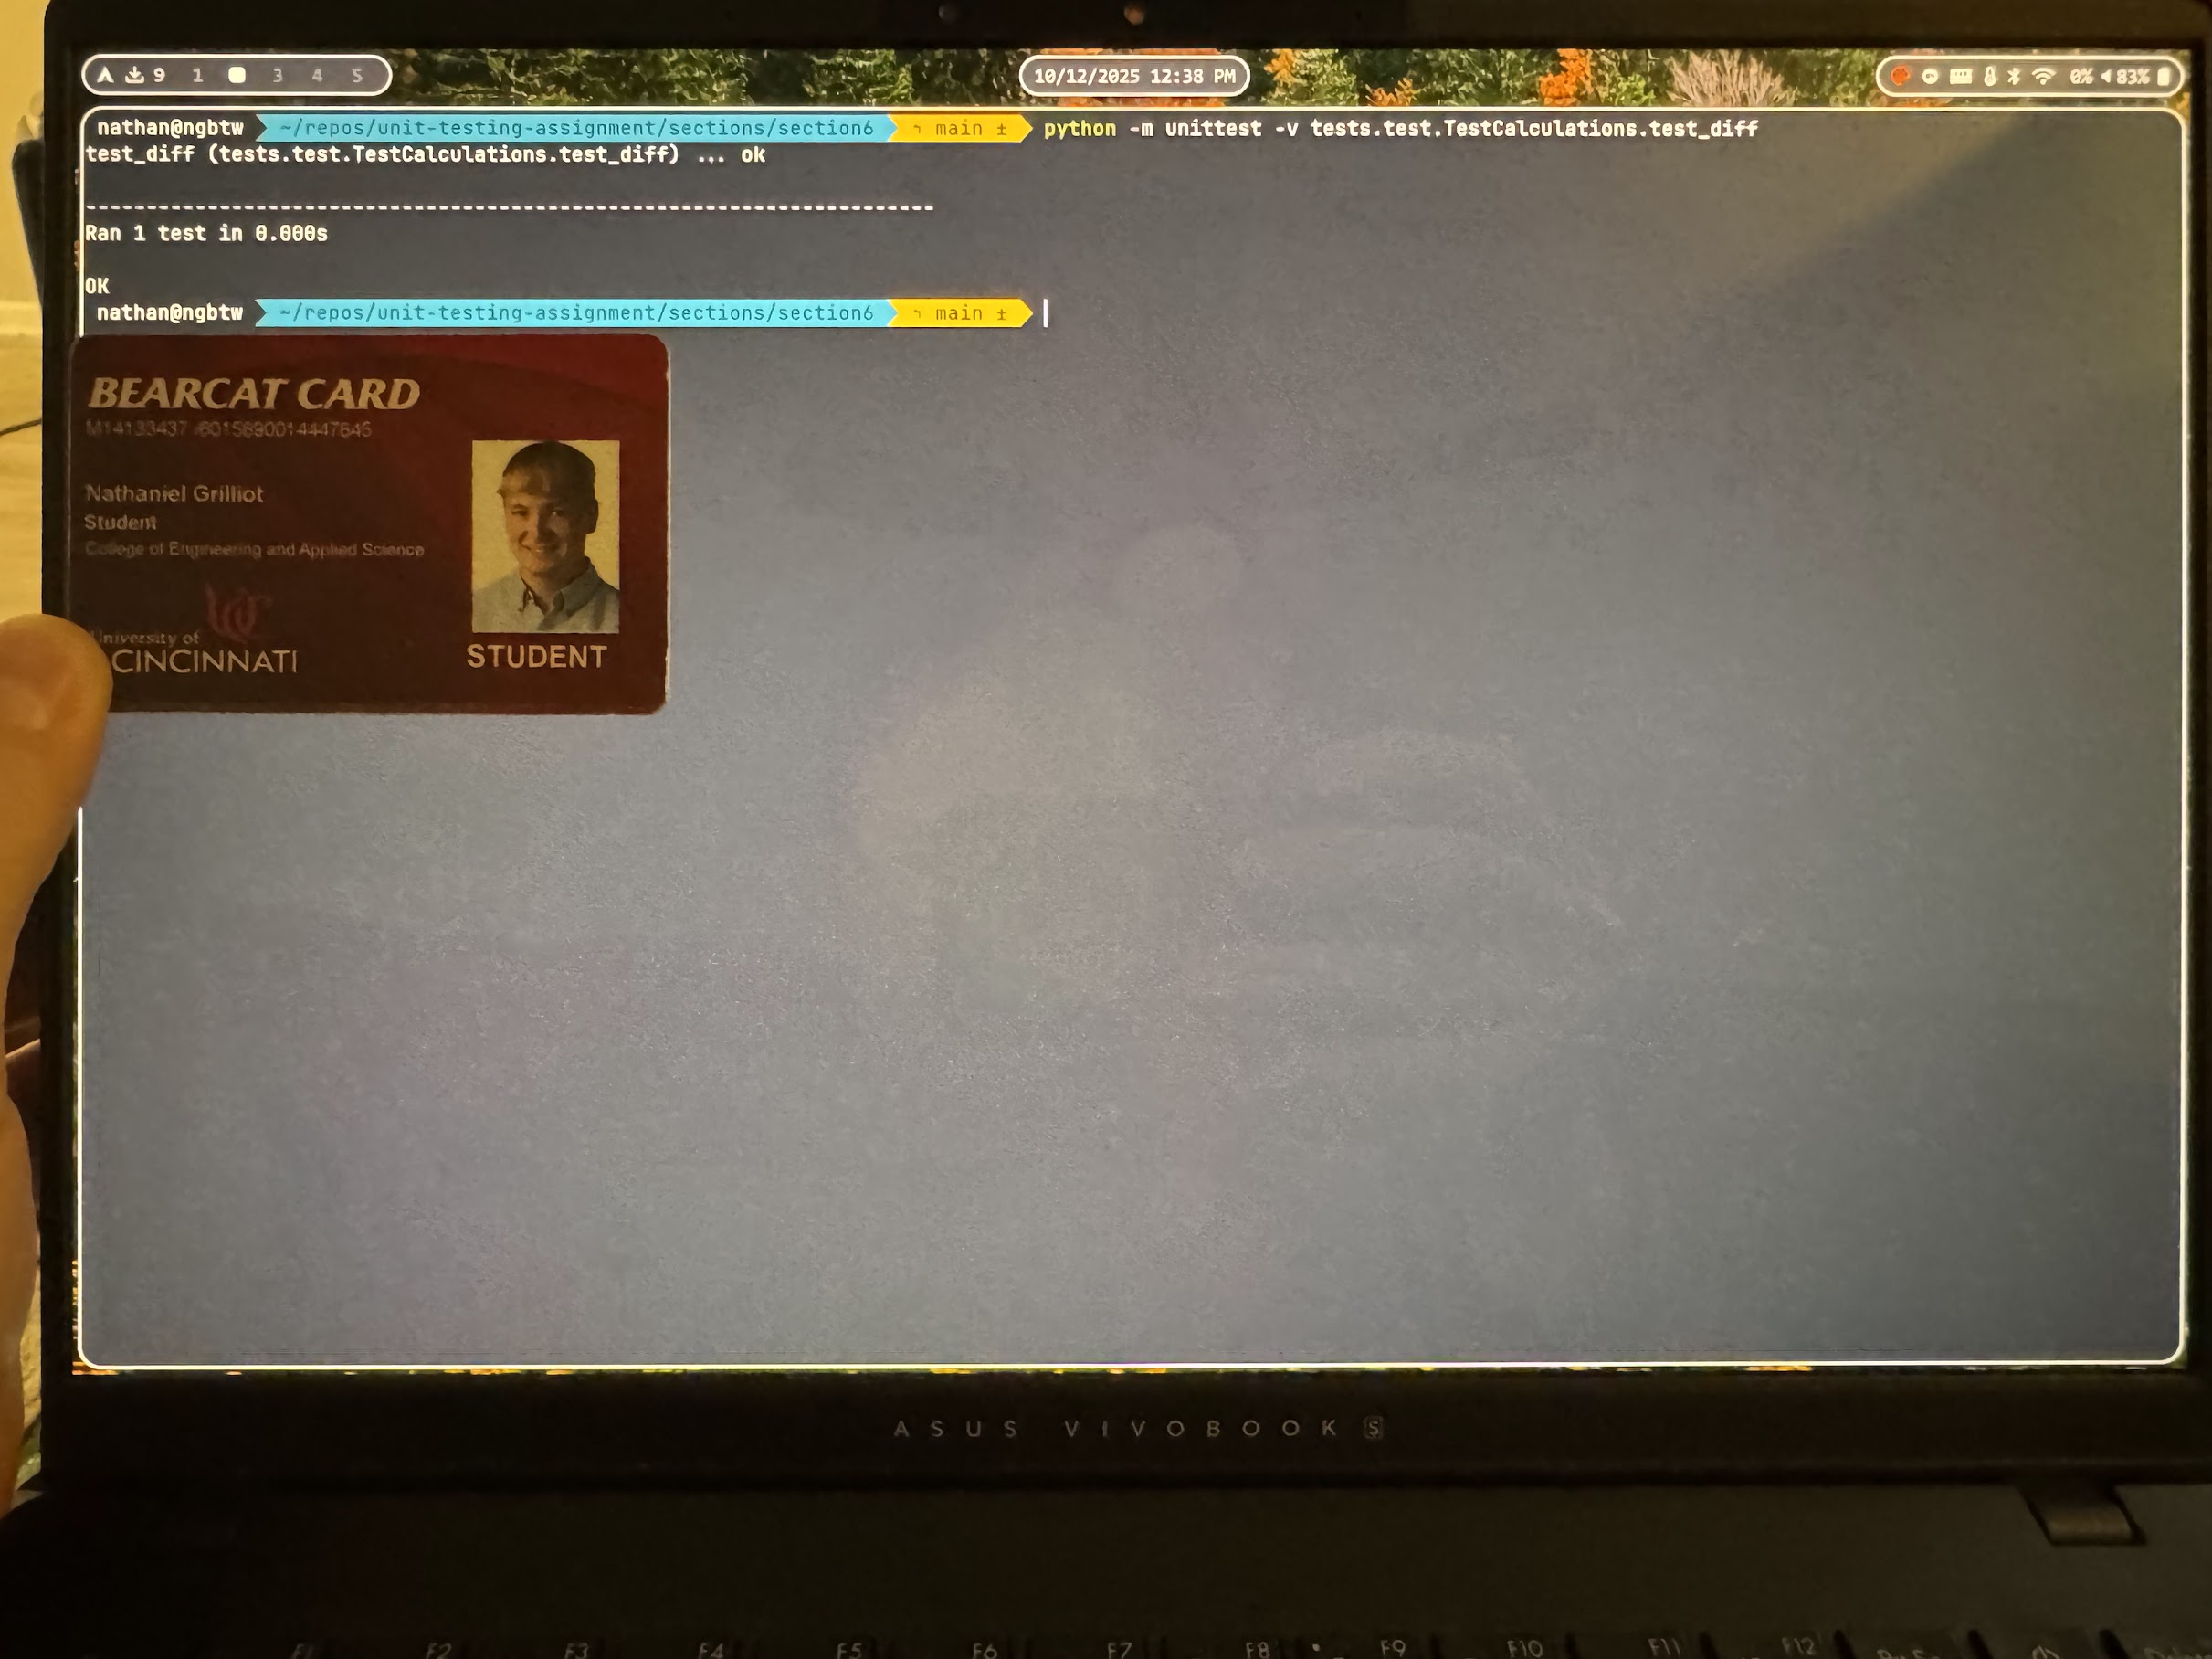 9 1 3 4 5
10/12/2025 12:38 PM
0% 83%
nathan@ngbtw ~/repos/unit-testing-assignment/sections/section6 main ± python -m unittest -v tests.test.TestCalculations.test_diff
test_diff (tests.test.TestCalculations.test_diff) ... ok
----------------------------------------------------------------------
Ran 1 test in 0.000s
OK
nathan@ngbtw ~/repos/unit-testing-assignment/sections/section6 main ±
BEARCAT CARD
Nathaniel Grilliot
Student
College of Engineering and Applied Science
University of
CINCINNATI
STUDENT
ASUS VIVOBOOK S
F1 F2 F3 F4 F5 F6 F7 F8 F9 F10 F11 F12